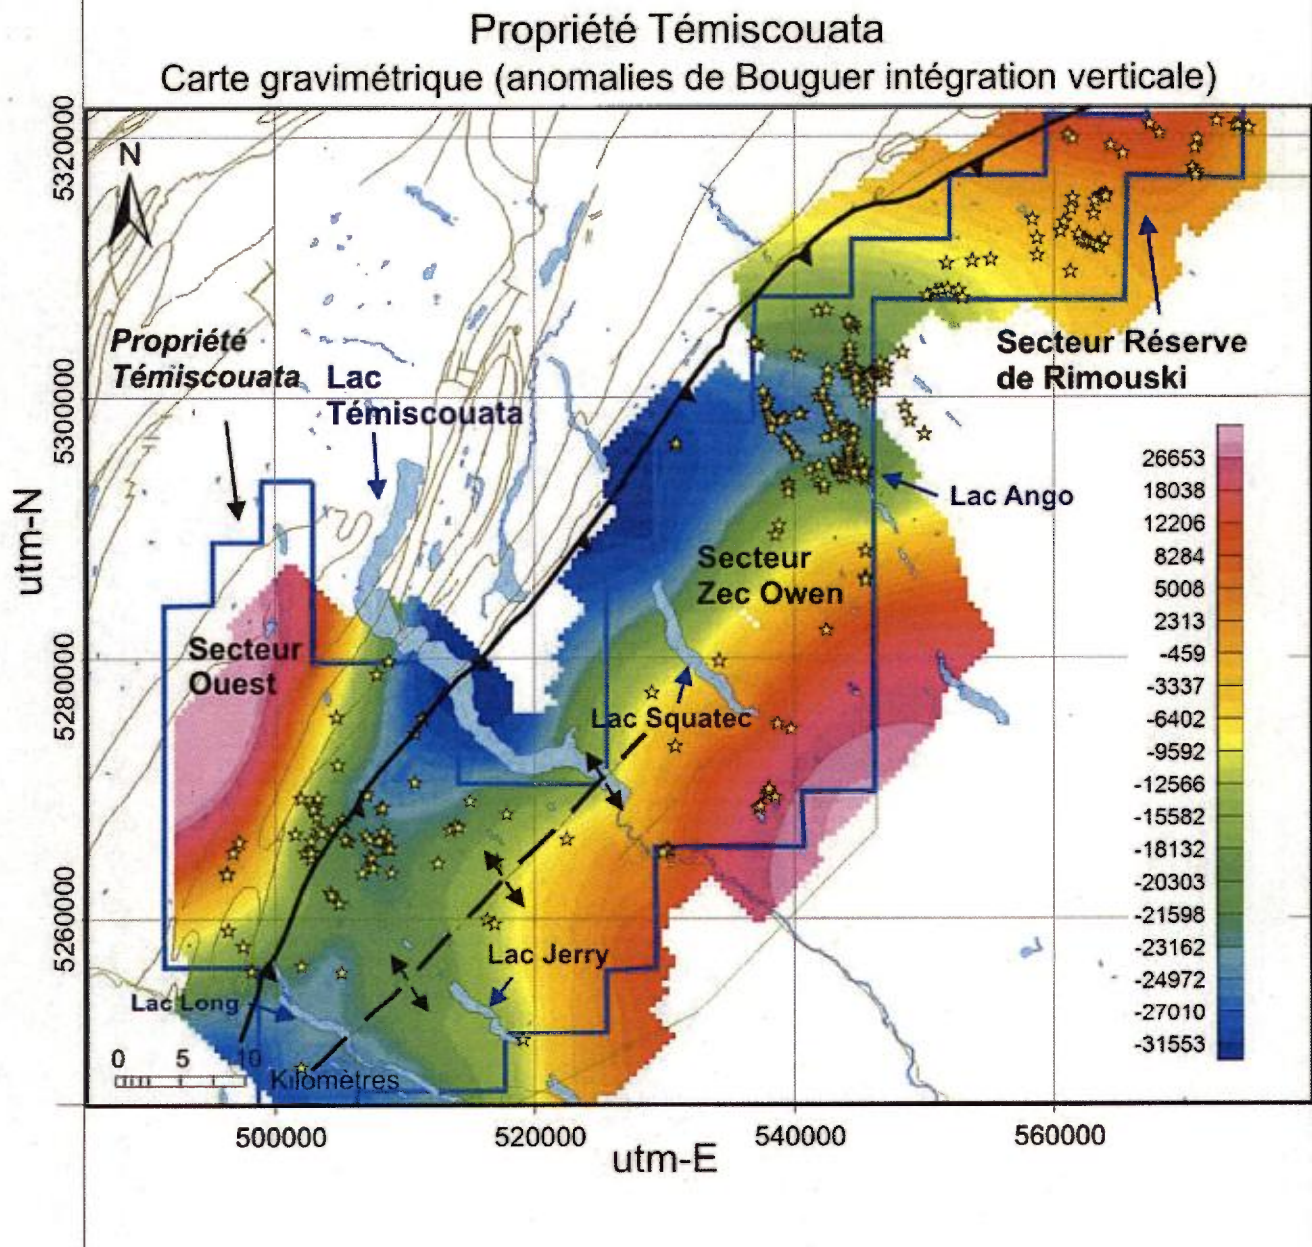 Propriété Témiscouata
Carte gravimétrique (anomalies de Bouguer intégration verticale)
N
utm-N
5320000
5300000
5280000
5260000
Propriété
Témiscouata
Lac
Témiscouata
Secteur Réserve
de Rimouski
Lac Ango
Secteur
Zec Owen
Secteur
Ouest
Lac Squatec
Lac Jerry
Lac Long
0 5 10
Kilomètres
26653
18038
12206
8284
5008
2313
-459
-3337
-6402
-9592
-12566
-15582
-18132
-20303
-21598
-23162
-24972
-27010
-31553
500000 520000 540000 560000
utm-E